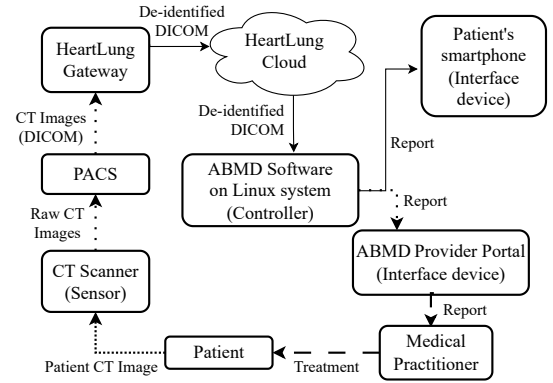 De-identified
DICOM
HeartLung
Gateway
HeartLung
Cloud
Patient's
smartphone
(Interface
device)
CT Images
(DICOM)
De-identified
DICOM
Report
PACS
ABMD Software
on Linux system
(Controller)
Report
Raw CT
Images
CT Scanner
(Sensor)
ABMD Provider Portal
(Interface device)
Report
Patient CT Image
Patient
Treatment
Medical
Practitioner